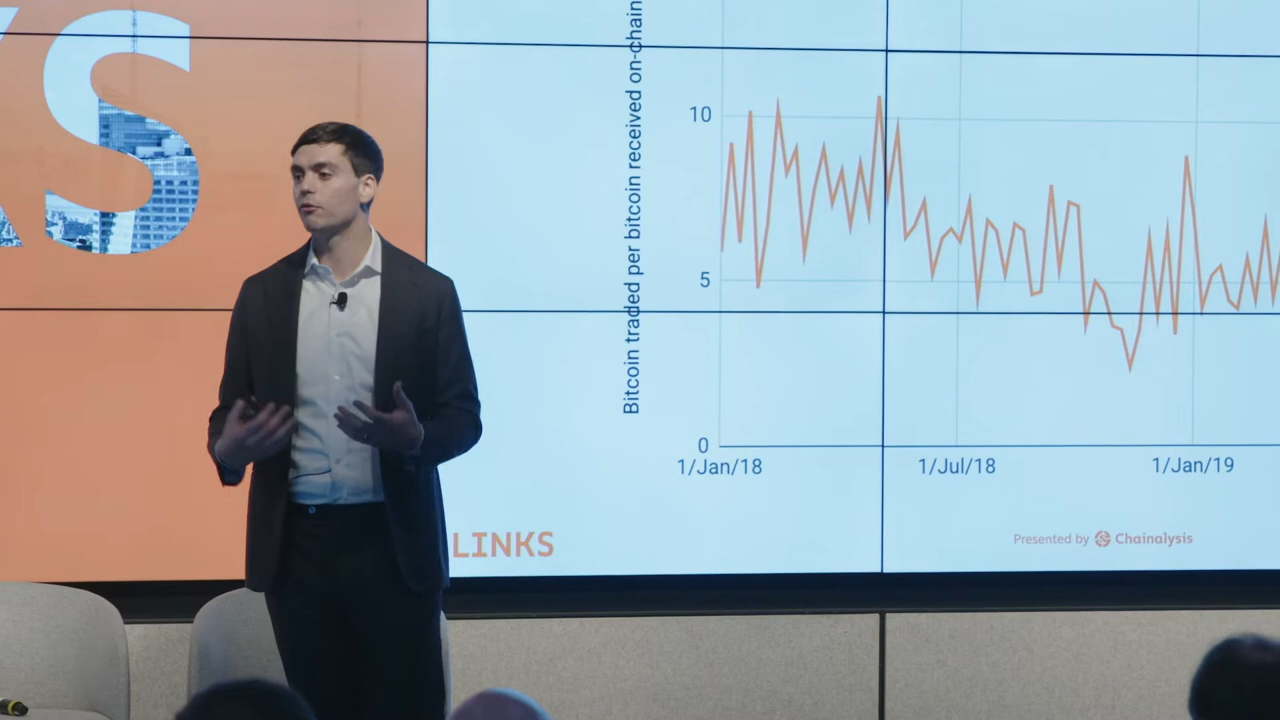 KS
Bitcoin traded per bitcoin received on-chain
10
5
0
1/Jan/18
1/Jul/18
1/Jan/19
LINKS
Presented by Chainalysis